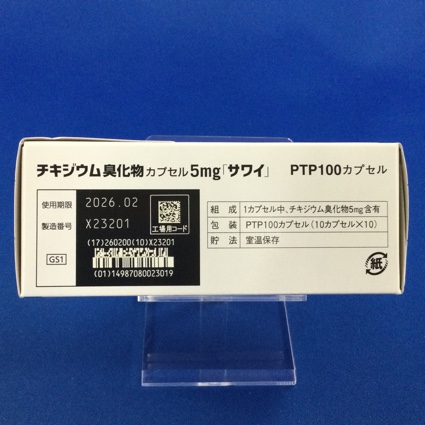 チキジウム臭化物カプセル5mg「サワイ」 PTP100カプセル
使用期限 2026.02
製造番号 X23201
工場用コード
(17)260200(10)X23201
GS1
(01)14987080023019
組成 1カプセル中、チキジウム臭化物5mg含有
包装 PTP100カプセル(10カプセル×10)
貯法 室温保存
紙